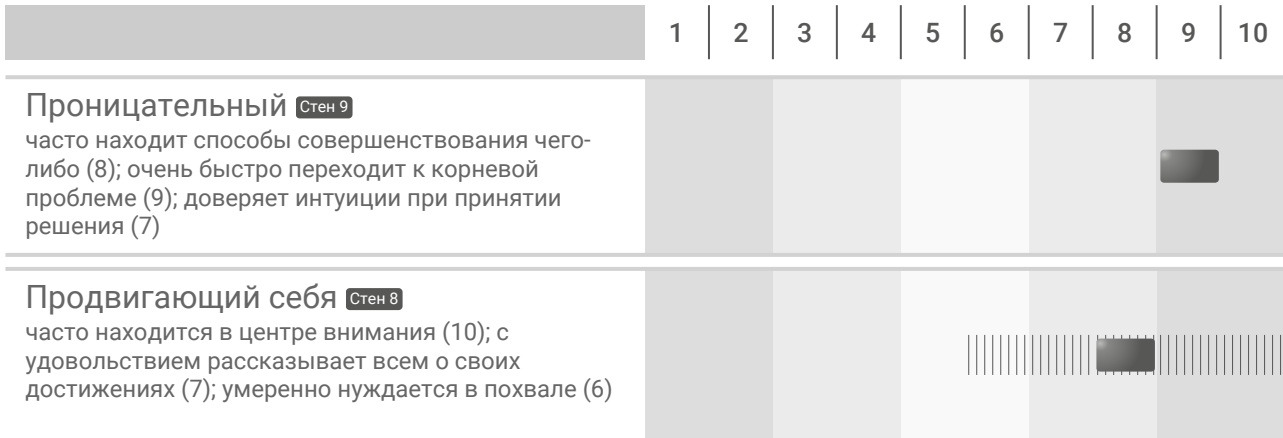 1 2 3 4 5 6 7 8 9 10
Проницательный Стен 9
часто находит способы совершенствования чего-
либо (8); очень быстро переходит к корневой
проблеме (9); доверяет интуиции при принятии
решения (7)
Продвигающий себя Стен 8
часто находится в центре внимания (10); с
удовольствием рассказывает всем о своих
достижениях (7); умеренно нуждается в похвале (6)